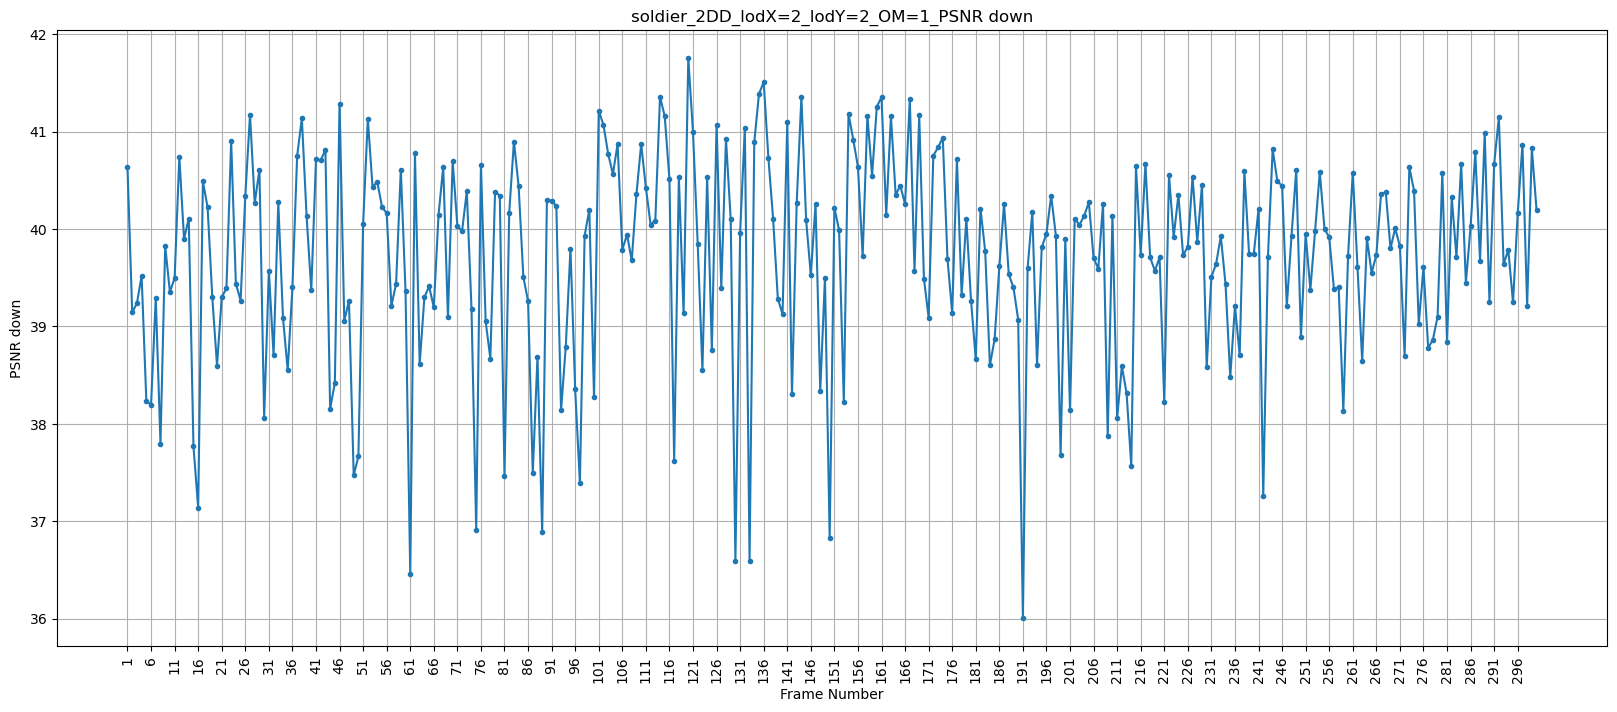 soldier_2DD_lodX=2_lodY=2_OM=1_PSNR down
42
41
40
39
38
37
36
PSNR down
1 6 11 16 21 26 31 36 41 46 51 56 61 66 71 76 81 86 91 96 101 106 111 116 121 126 131 136 141 146 151 156 161 166 171 176 181 186 191 196 201 206 211 216 221 226 231 236 241 246 251 256 261 266 271 276 281 286 291 296
Frame Number